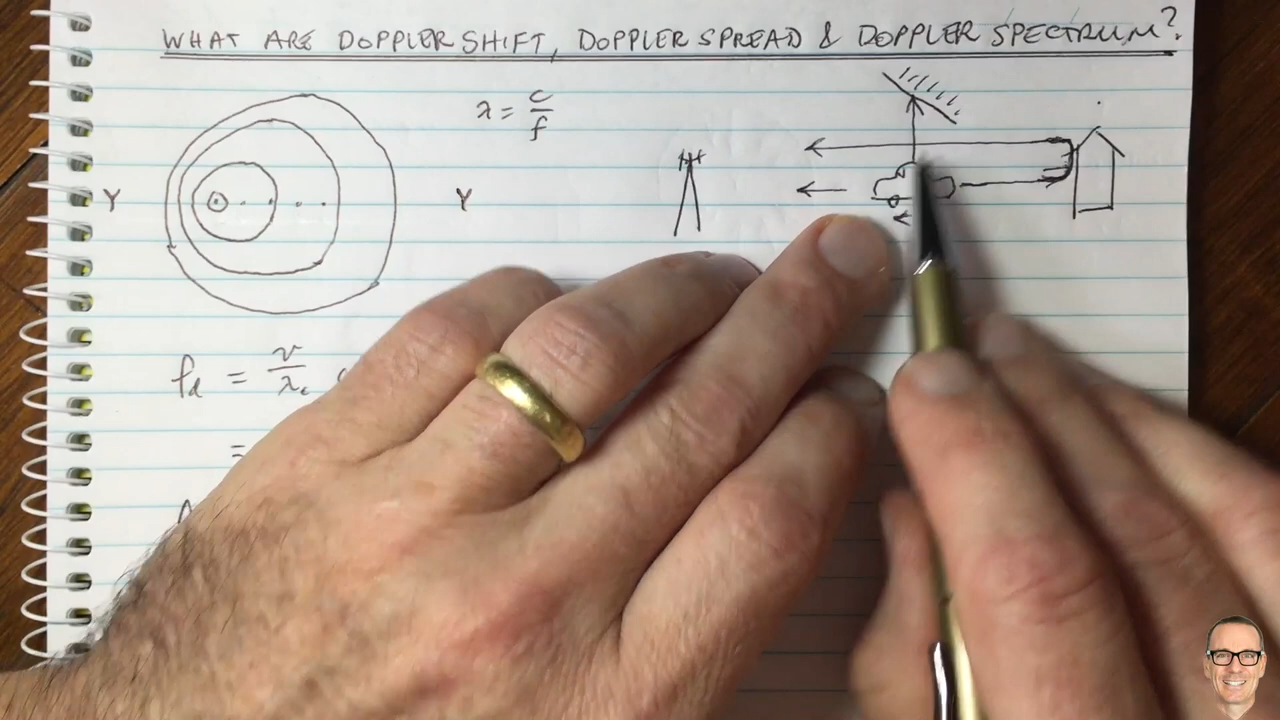 WHAT ARE DOPPLER SHIFT, DOPPLER SPREAD & DOPPLER SPECTRUM?
λ = c/f
Y Y
f_d = v/λ_c
=